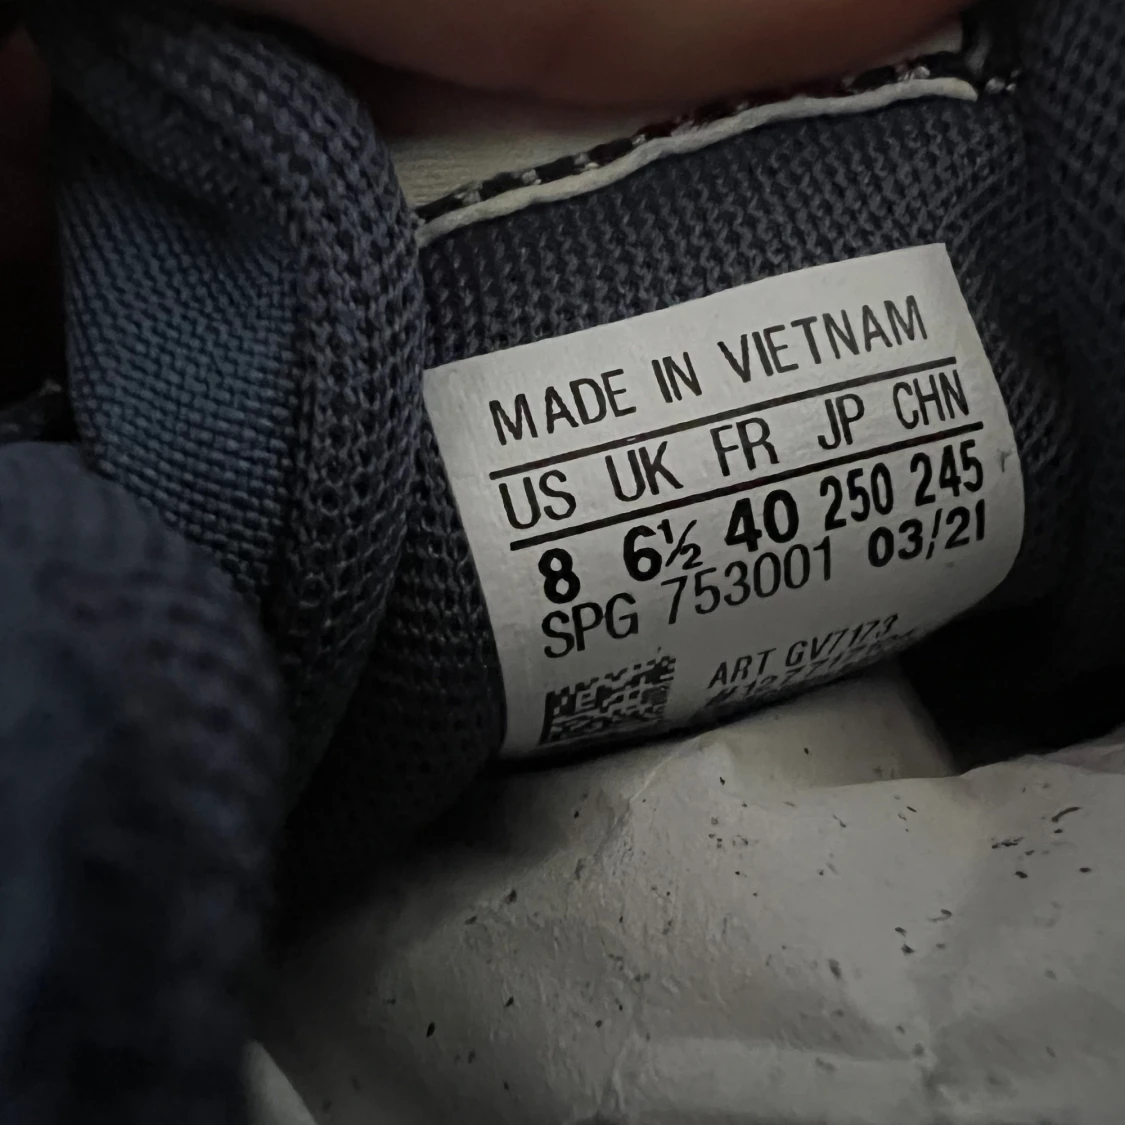 MADE IN VIETNAM
US UK FR JP CHN
8 6½ 40 250 245
SPG 753001 03/21
ART GV7173